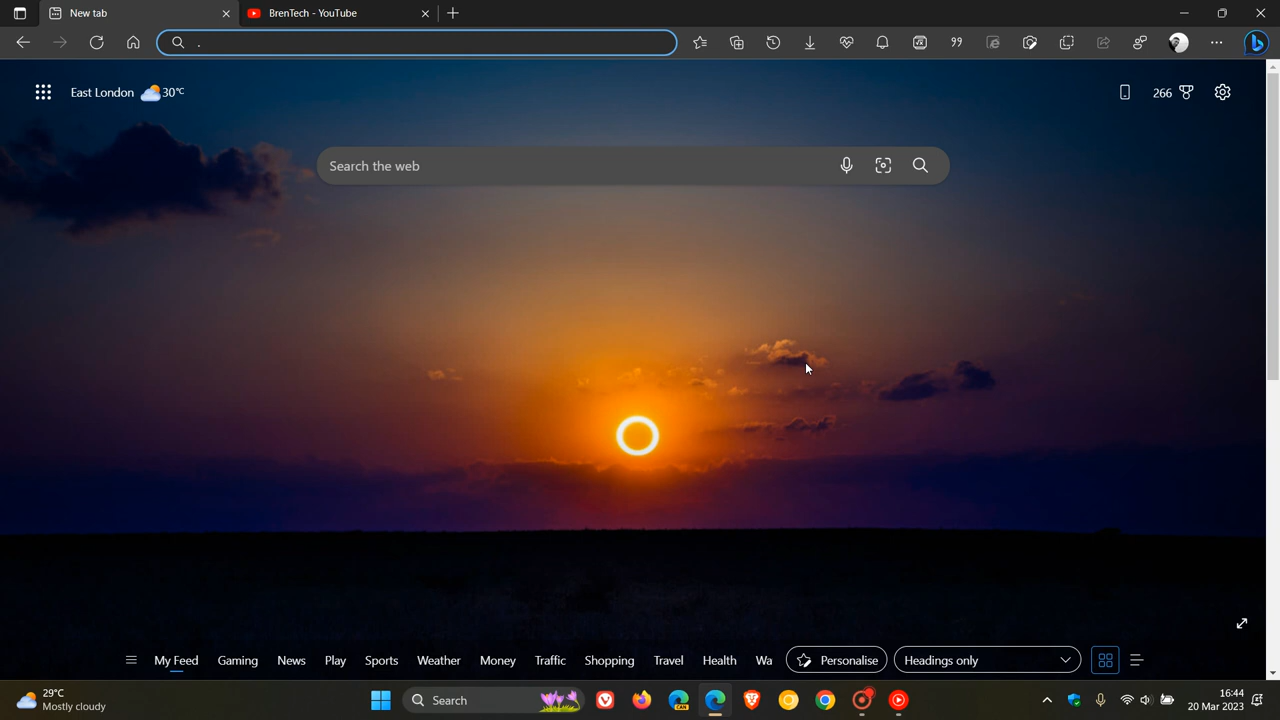 New tab
BrenTech - YouTube
.
East London 30°C
266
Search the web
My Feed Gaming News Play Sports Weather Money Traffic Shopping Travel Health Wa Personalise Headings only
29°C
Mostly cloudy
Search
CAN
16:44
20 Mar 2023